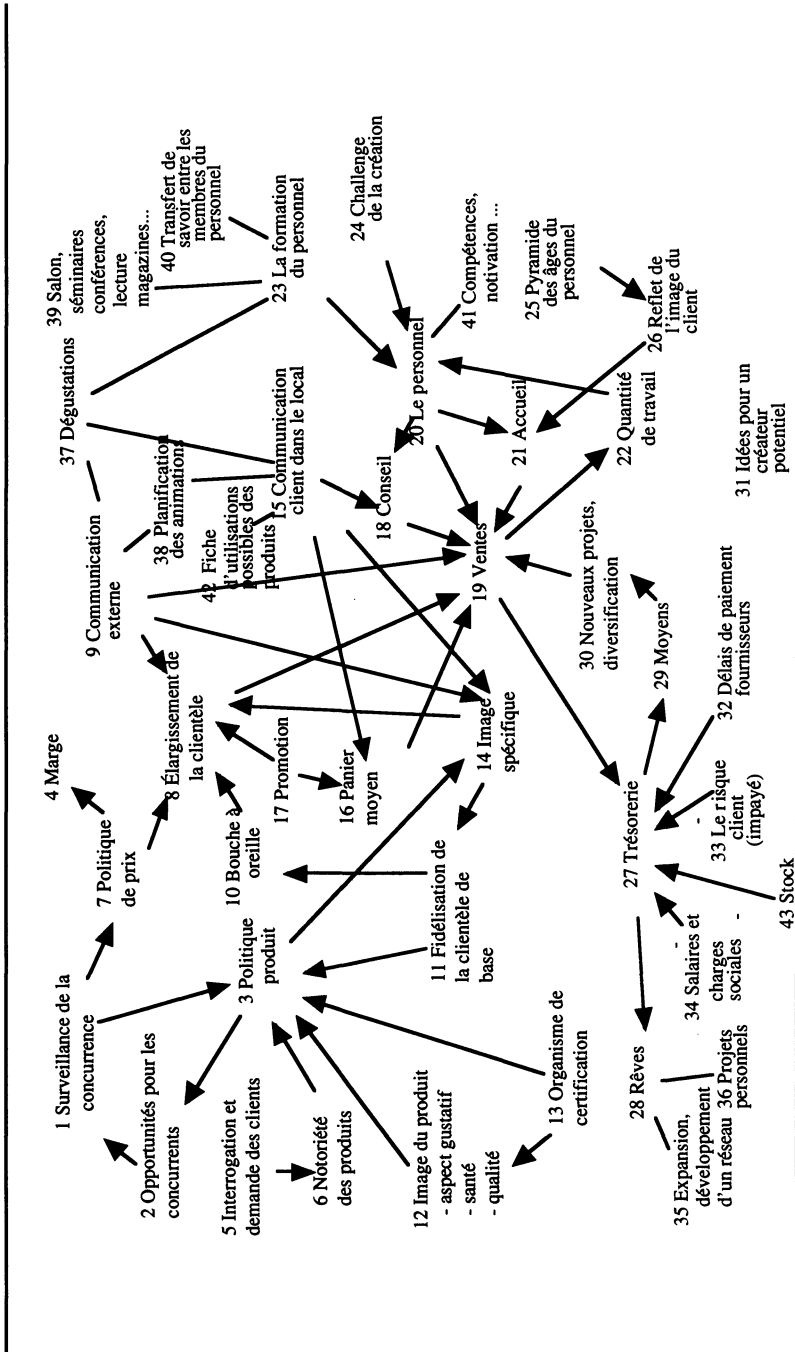 1 Surveillance de la
concurrence
2 Opportunités pour les
concurrents
3 Politique
produit
4 Marge
5 Interrogation et
demande des clients
6 Notoriété
des produits
7 Politique
de prix
8 Élargissement de
la clientèle
9 Communication
externe
10 Bouche à
oreille
11 Fidélisation de
la clientèle de
base
12 Image du produit
- aspect gustatif
- santé
- qualité
13 Organisme de
certification
14 Image
spécifique
15 Communication
client dans le local
16 Panier
moyen
17 Promotion
18 Conseil
19 Ventes
20 Le personnel
21 Accueil
22 Quantité
de travail
23 La formation
du personnel
24 Challenge
de la création
25 Pyramide
des âges du
personnel
26 Reflet de
l'image du
client
27 Trésorerie
28 Rêves
29 Moyens
30 Nouveaux projets,
diversification
31 Idées pour un
créateur
potentiel
32 Délais de paiement
fournisseurs
-
33 Le risque
client
(impayé)
-
34 Salaires et
charges
sociales
-
35 Expansion,
développement
d'un réseau
36 Projets
personnels
37 Dégustations
38 Planification
des animations
39 Salon,
séminaires
conférences,
lecture
magazines...
40 Transfert de
savoir entre les
membres du
personnel
41 Compétences,
notivation ...
42 Fiche
d'utilisations
possibles des
produits
43 Stock